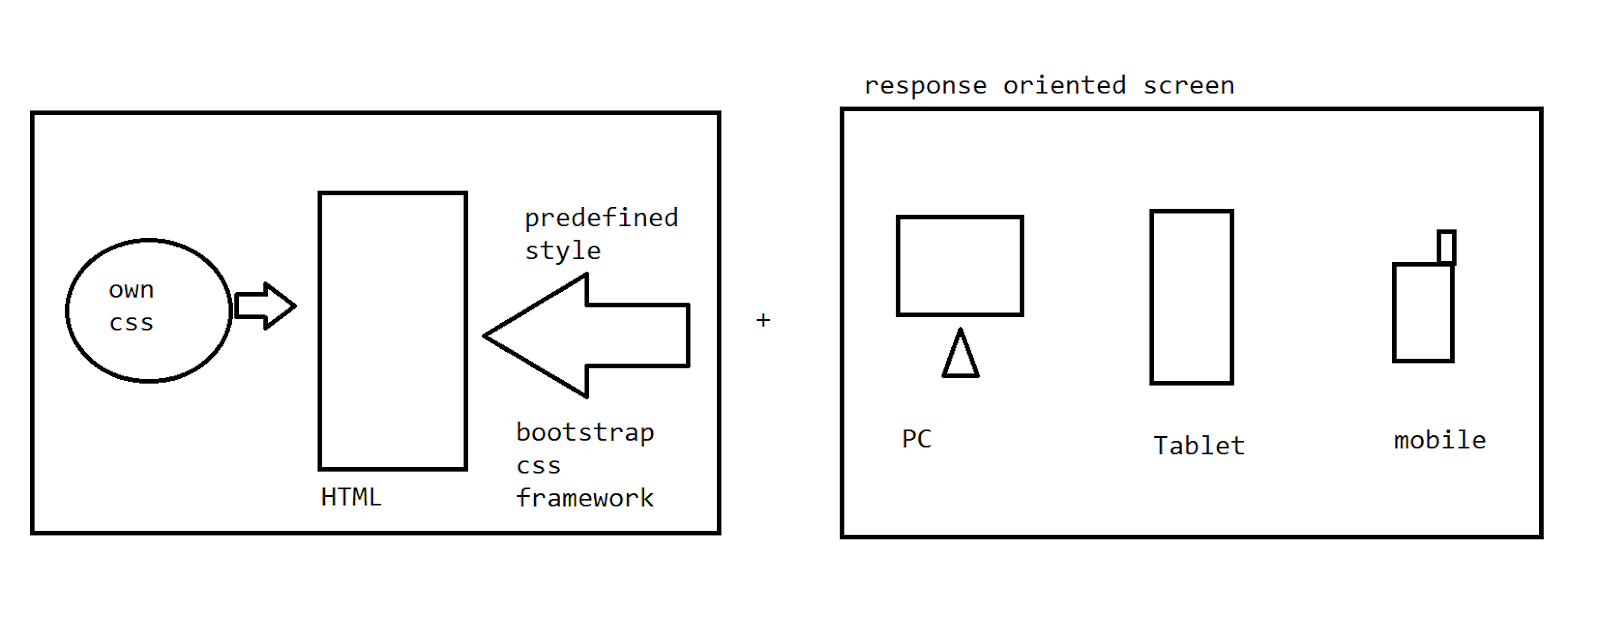 response oriented screen
own
css
predefined
style
bootstrap
css
framework
HTML
+
PC
Tablet
mobile